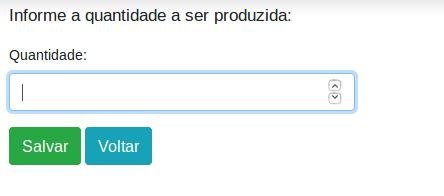 Informe a quantidade a ser produzida:
Quantidade:
Salvar Voltar